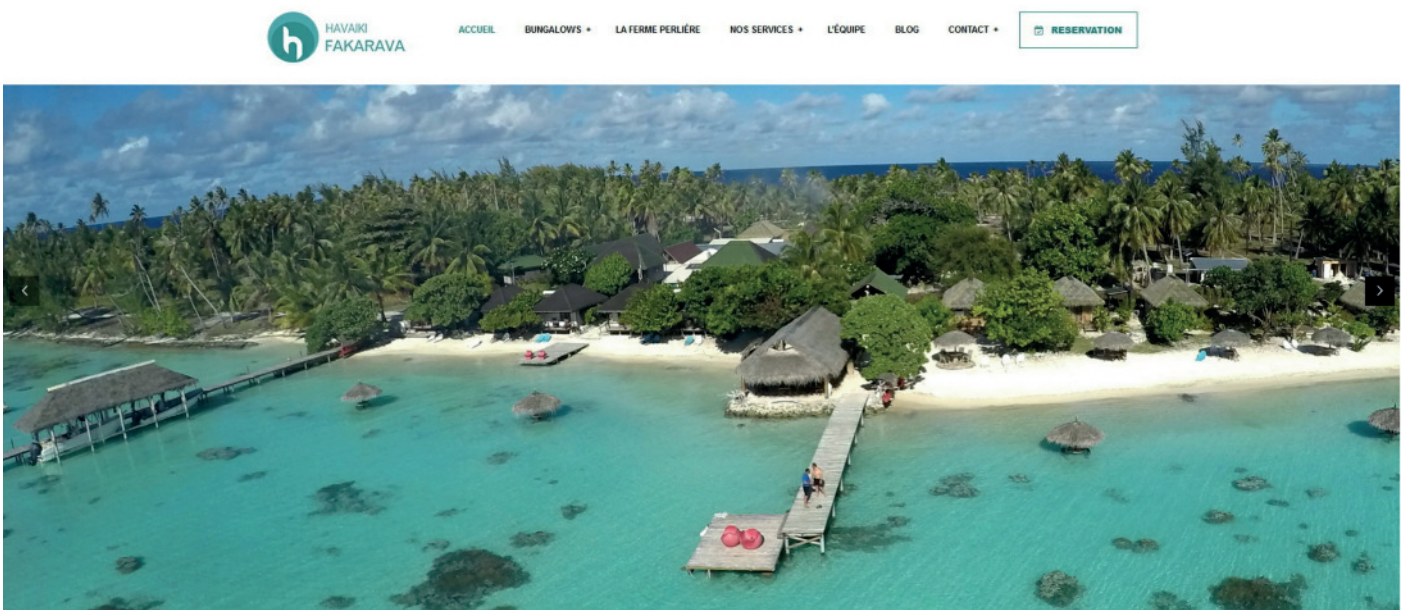 HAVAIKI
FAKARAVA
ACCUEIL
BUNGALOWS +
LA FERME PERLIÈRE
NOS SERVICES +
L'ÉQUIPE
BLOG
CONTACT +
RESERVATION